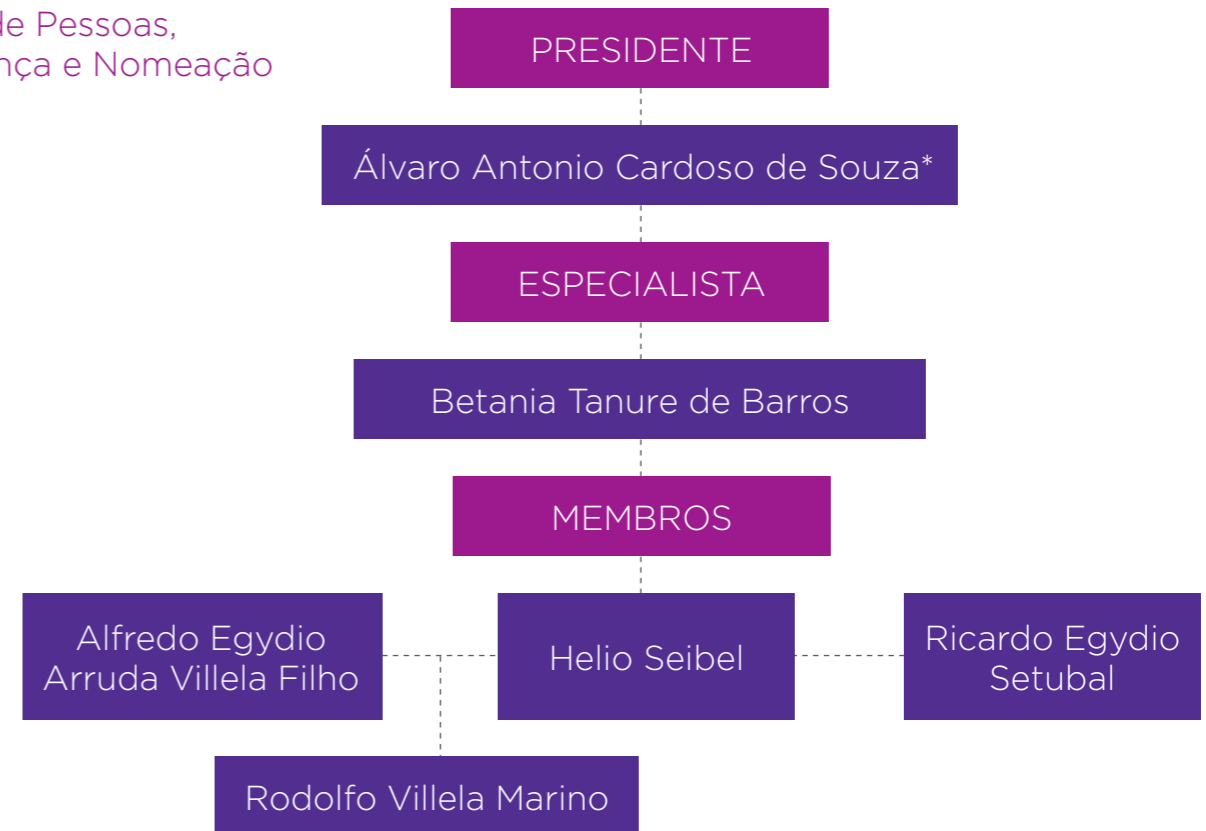 de Pessoas,
nça e Nomeação
PRESIDENTE
Álvaro Antonio Cardoso de Souza*
ESPECIALISTA
Betania Tanure de Barros
MEMBROS
Alfredo Egydio
Arruda Villela Filho
Helio Seibel
Ricardo Egydio
Setubal
Rodolfo Villela Marino